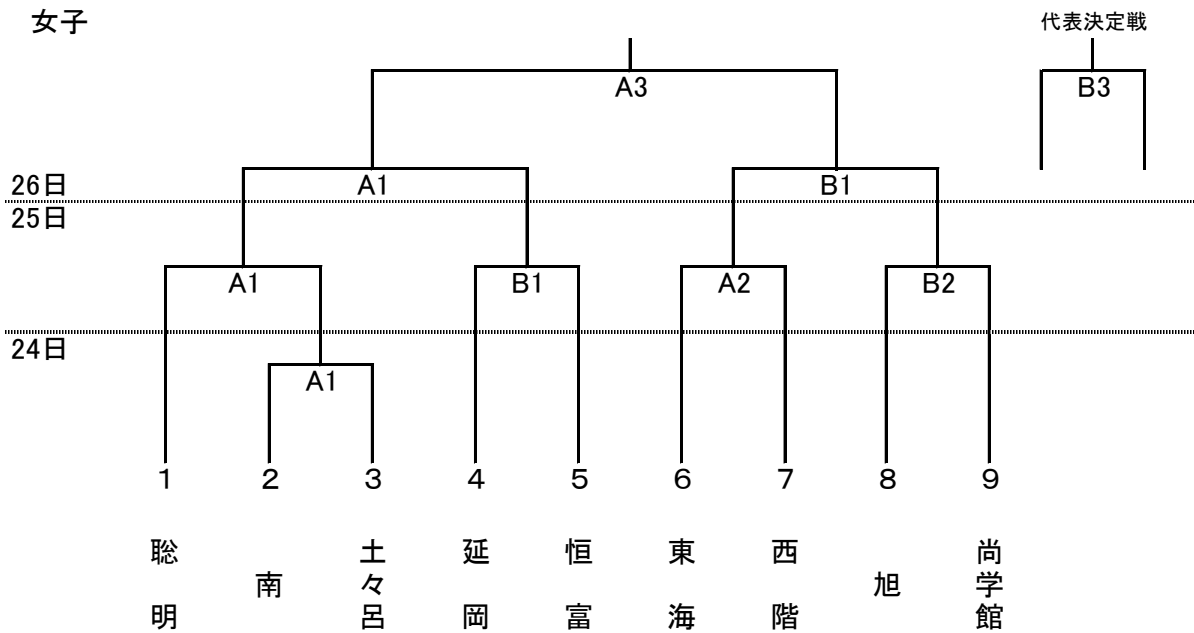 女子
代表決定戦
A3
B3
26日
A1
B1
25日
A1
B1
A2
B2
24日
A1
1
2
3
4
5
6
7
8
9
聡明
南
土々呂
延岡
恒富
東海
西階
旭
尚学館